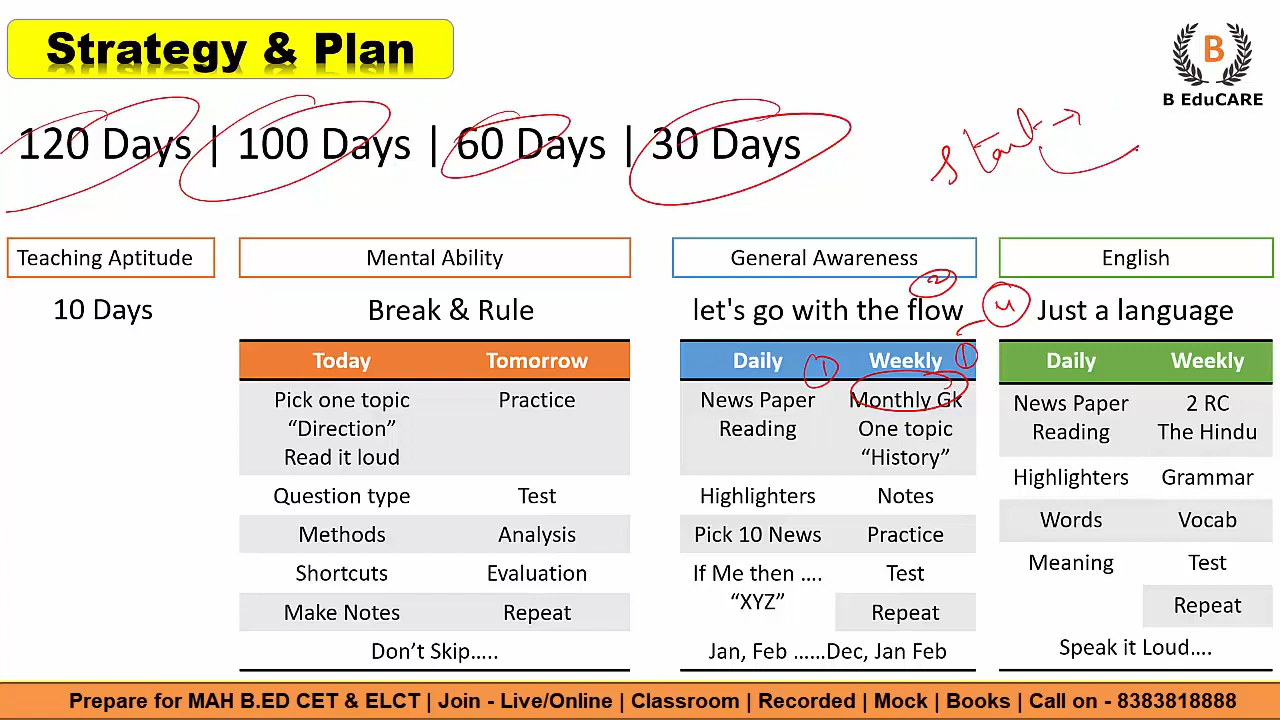 Strategy & Plan
B
B EduCARE
120 Days | 100 Days | 60 Days | 30 Days
start →
Teaching Aptitude
10 Days
Mental Ability
Break & Rule
Today Tomorrow
Pick one topic Practice
“Direction”
Read it loud
Question type Test
Methods Analysis
Shortcuts Evaluation
Make Notes Repeat
Don’t Skip.....
General Awareness
2
let's go with the flow
4
Daily 1 Weekly 1
News Paper Monthly Gk
Reading One topic
“History”
Highlighters Notes
Pick 10 News Practice
If Me then .... Test
“XYZ”
Repeat
Jan, Feb ......Dec, Jan Feb
English
Just a language
Daily Weekly
News Paper 2 RC
Reading The Hindu
Highlighters Grammar
Words Vocab
Meaning Test
Repeat
Speak it Loud....
Prepare for MAH B.ED CET & ELCT | Join - Live/Online | Classroom | Recorded | Mock | Books | Call on - 8383818888